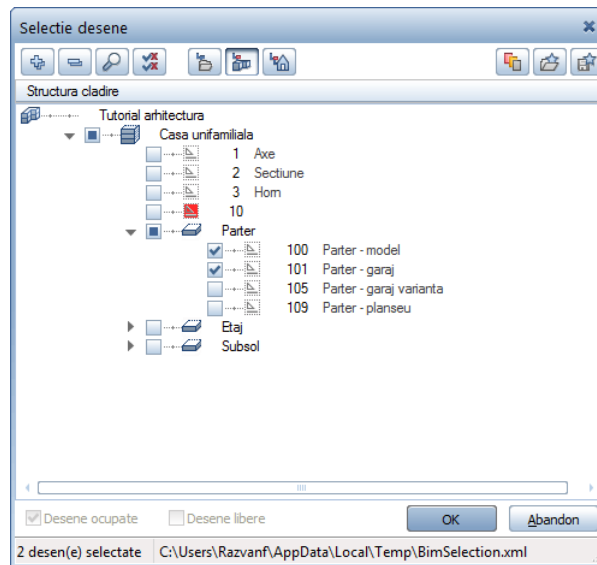 Selectie desene
Structura cladire
Tutorial arhitectura
Casa unifamiliala
1 Axe
2 Sectiune
3 Horn
10
Parter
100 Parter - model
101 Parter - garaj
105 Parter - garaj varianta
109 Parter - planseu
Etaj
Subsol
Desene ocupate Desene libere OK Abandon
2 desen(e) selectate C:\Users\Razvanf\AppData\Local\Temp\BimSelection.xml